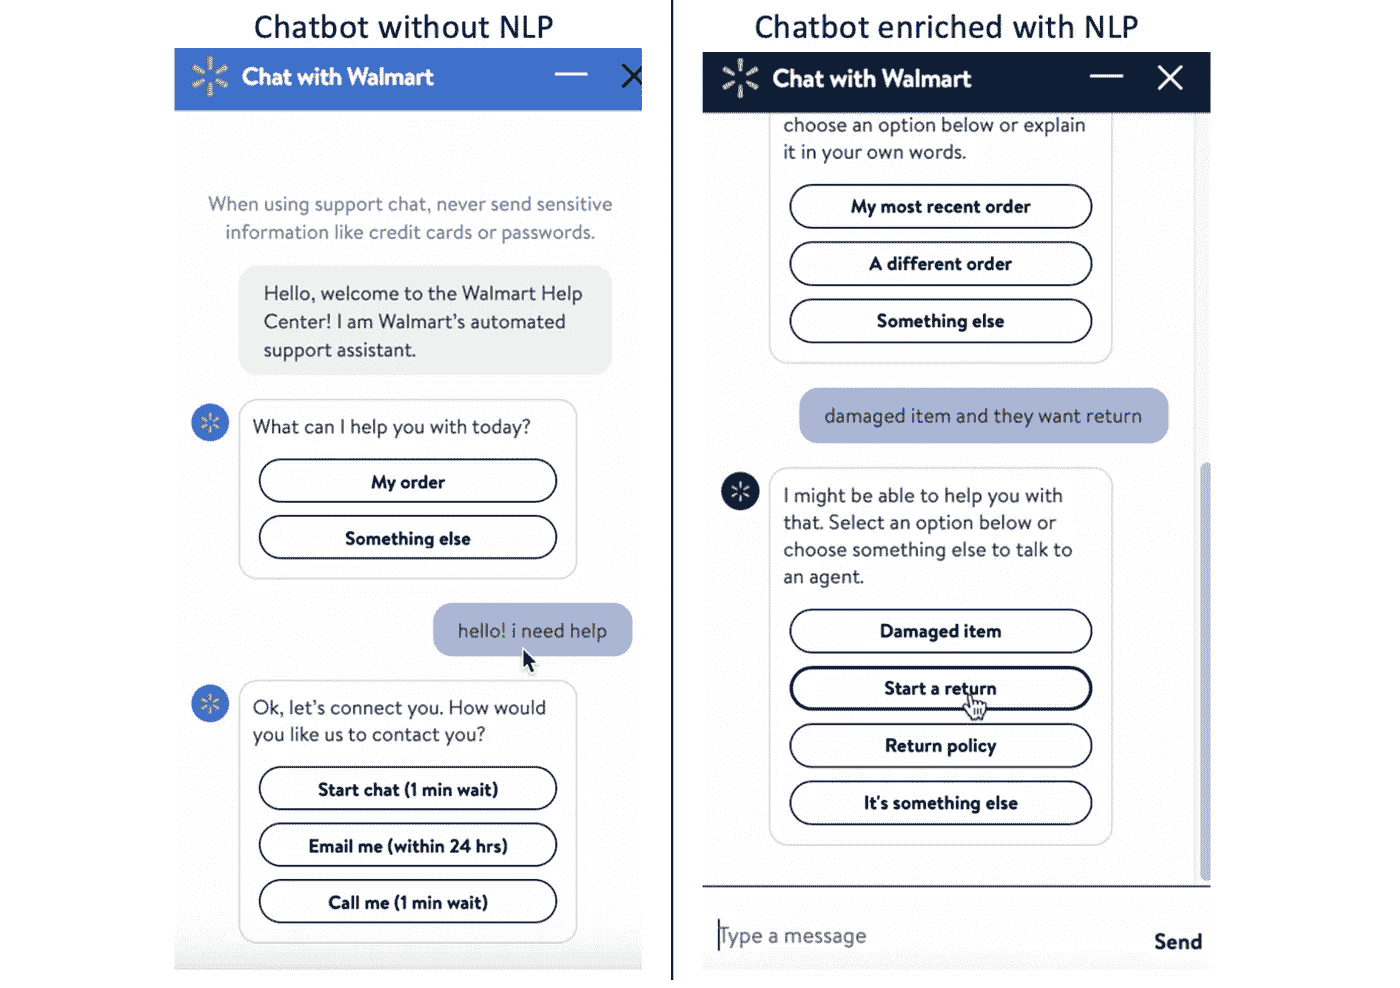 Chatbot without NLP
Chat with Walmart
When using support chat, never send sensitive
information like credit cards or passwords.
Hello, welcome to the Walmart Help
Center! I am Walmart's automated
support assistant.
What can I help you with today?
My order
Something else
hello! i need help
Ok, let's connect you. How would
you like us to contact you?
Start chat (1 min wait)
Email me (within 24 hrs)
Call me (1 min wait)
Chatbot enriched with NLP
Chat with Walmart
choose an option below or explain
it in your own words.
My most recent order
A different order
Something else
damaged item and they want return
I might be able to help you with
that. Select an option below or
choose something else to talk to
an agent.
Damaged item
Start a return
Return policy
It's something else
Type a message
Send